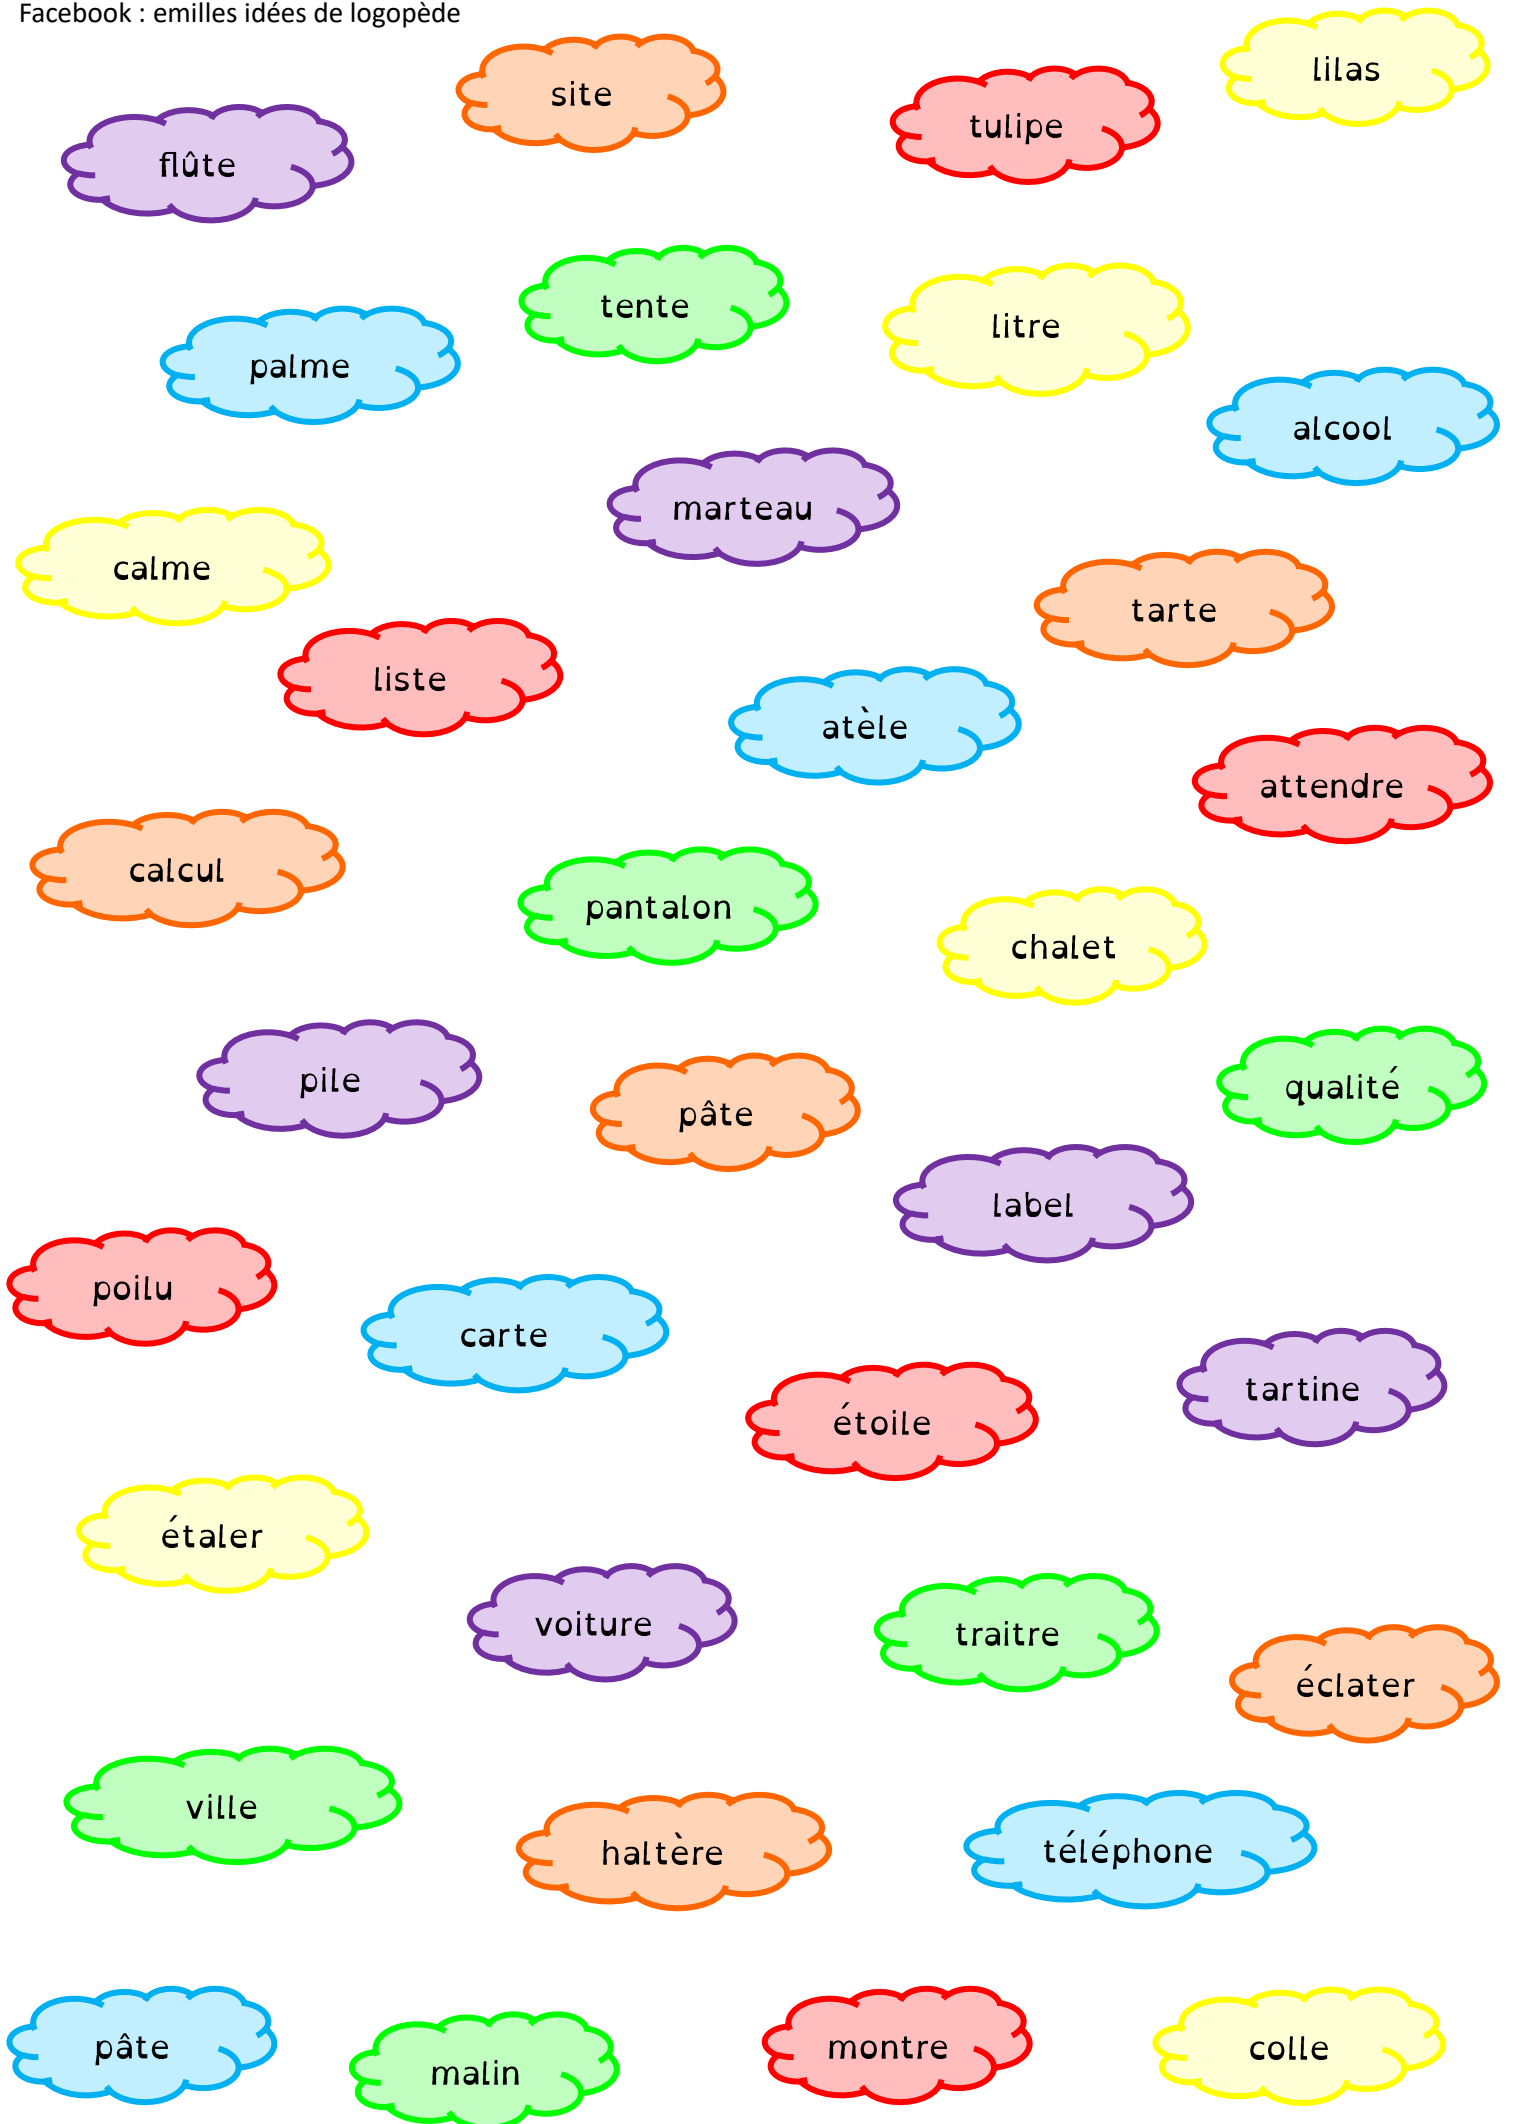 Facebook : emilles idées de logopède
lilas
site
tulipe
flûte
tente
litre
palme
alcool
marteau
calme
tarte
liste
atèle
attendre
calcul
pantalon
chalet
pile
qualité
pâte
label
poilu
carte
tartine
étoile
étaler
voiture
traitre
éclater
ville
haltère
téléphone
pâte
malin
montre
colle